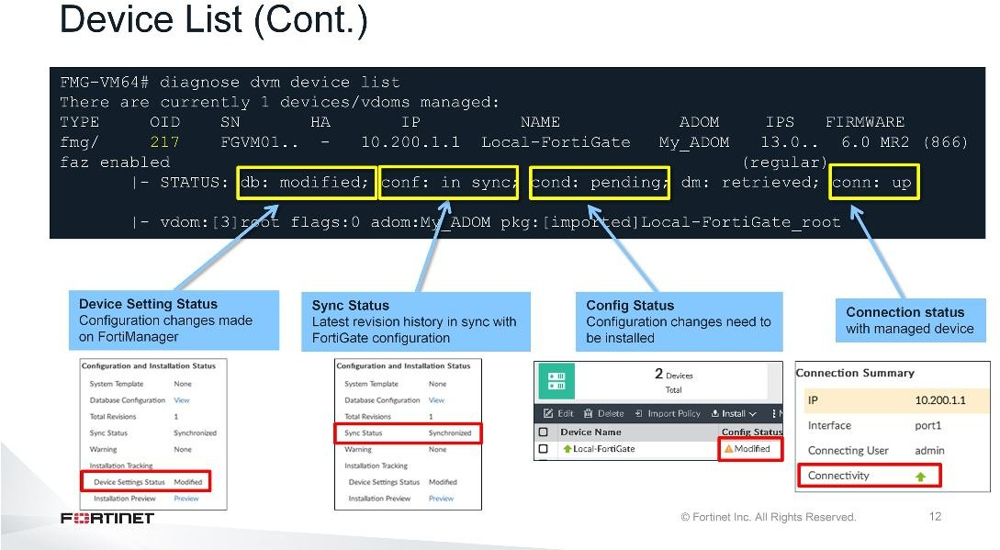 Device List (Cont.)
FMG-VM64# diagnose dvm device list
There are currently 1 devices/vdoms managed:
TYPE OID SN HA IP NAME ADOM IPS FIRMWARE
fmg/ 217 FGVM01.. - 10.200.1.1 Local-FortiGate My_ADOM 13.0.. 6.0 MR2 (866)
faz enabled (regular)
|- STATUS: db: modified; conf: in sync; cond: pending; dm: retrieved; conn: up
|- vdom:[3]root flags:0 adom:My_ADOM pkg:[imported]Local-FortiGate_root
Device Setting Status
Configuration changes made
on FortiManager
Sync Status
Latest revision history in sync with
FortiGate configuration
Config Status
Configuration changes need to
be installed
Connection status
with managed device
Configuration and Installation Status
System Template None
Database Configuration View
Total Revisions 1
Sync Status Synchronized
Warning None
Installation Tracking
Device Settings Status Modified
Installation Preview Preview
Configuration and Installation Status
System Template None
Database Configuration View
Total Revisions 1
Sync Status Synchronized
Warning None
Installation Tracking
Device Settings Status Modified
Installation Preview Preview
2 Devices
Total
Edit Delete Import Policy Install
Device Name Config Status
Local-FortiGate Modified
Connection Summary
IP 10.200.1.1
Interface port1
Connecting User admin
Connectivity
FORTINET
© Fortinet Inc. All Rights Reserved. 12